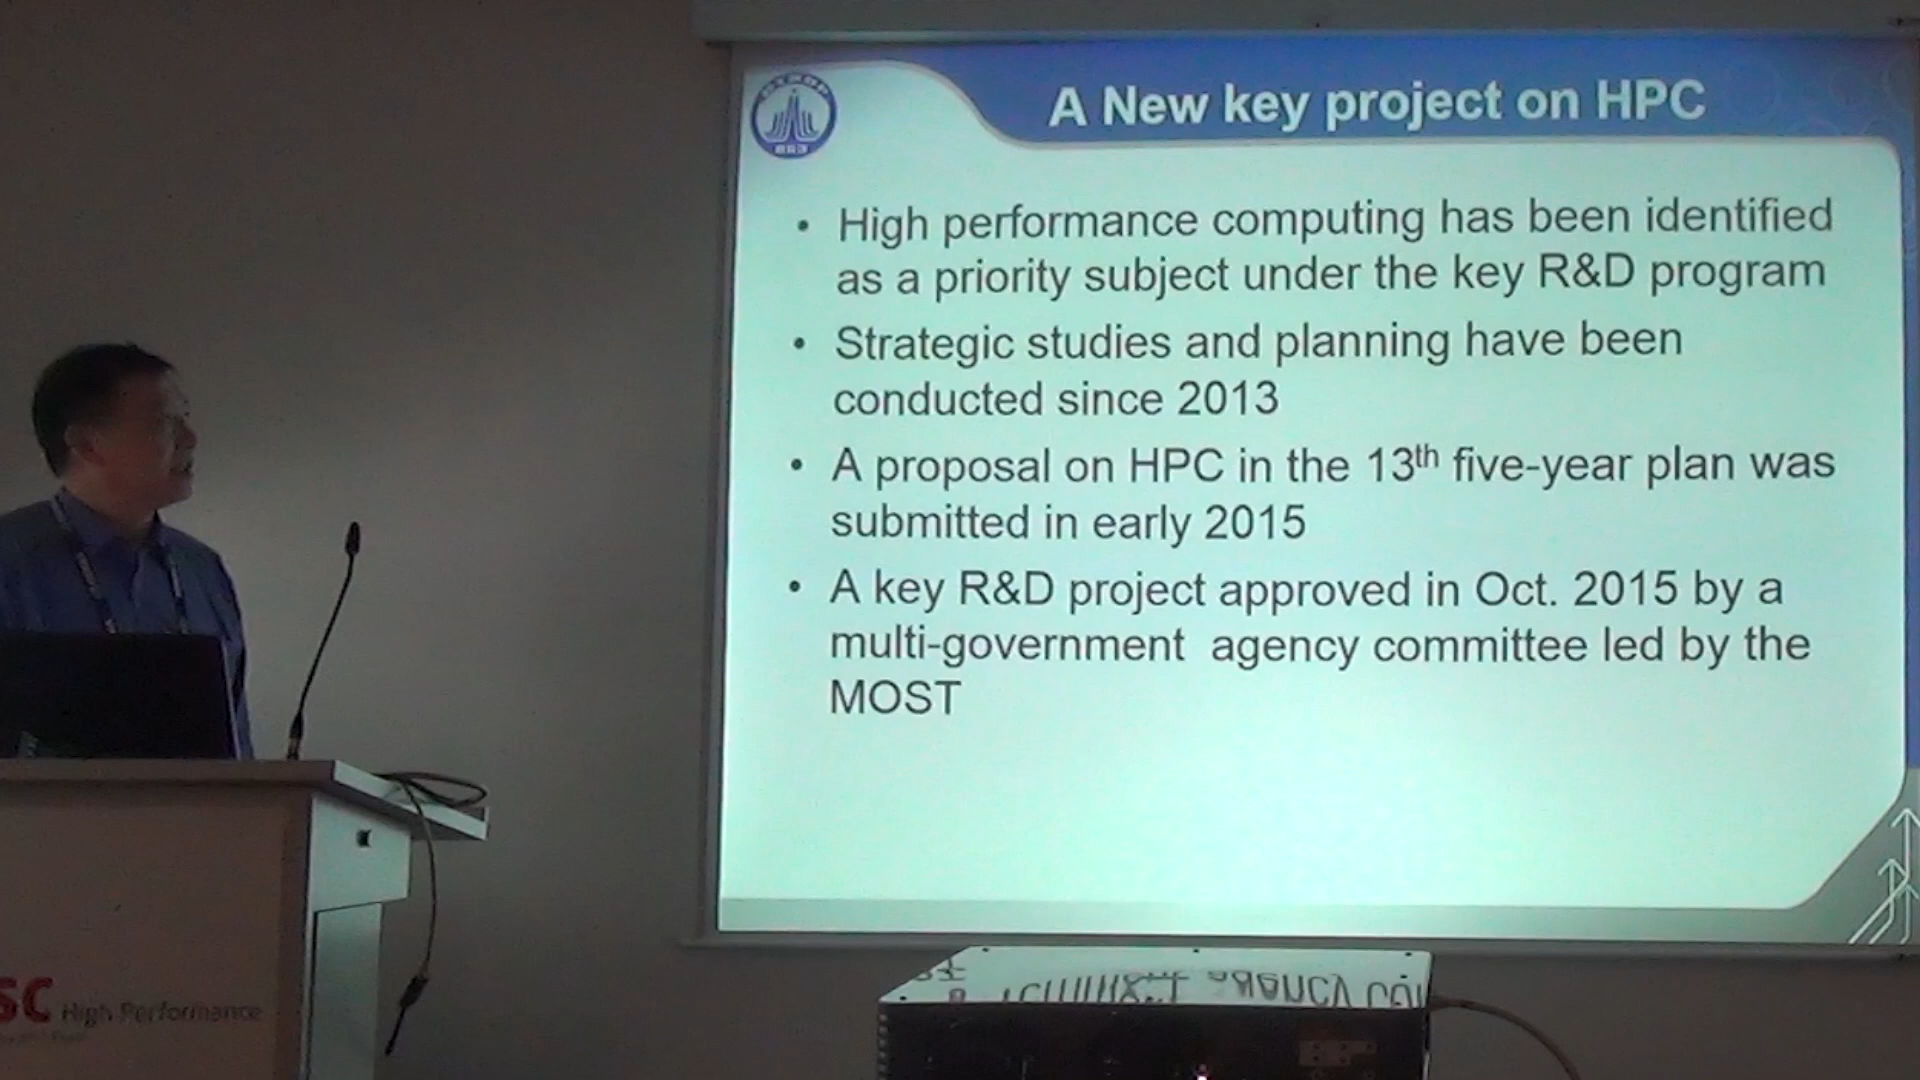 A New key project on HPC
863
• High performance computing has been identified
as a priority subject under the key R&D program
• Strategic studies and planning have been
conducted since 2013
• A proposal on HPC in the 13th five-year plan was
submitted in early 2015
• A key R&D project approved in Oct. 2015 by a
multi-government agency committee led by the
MOST
SC High Performance